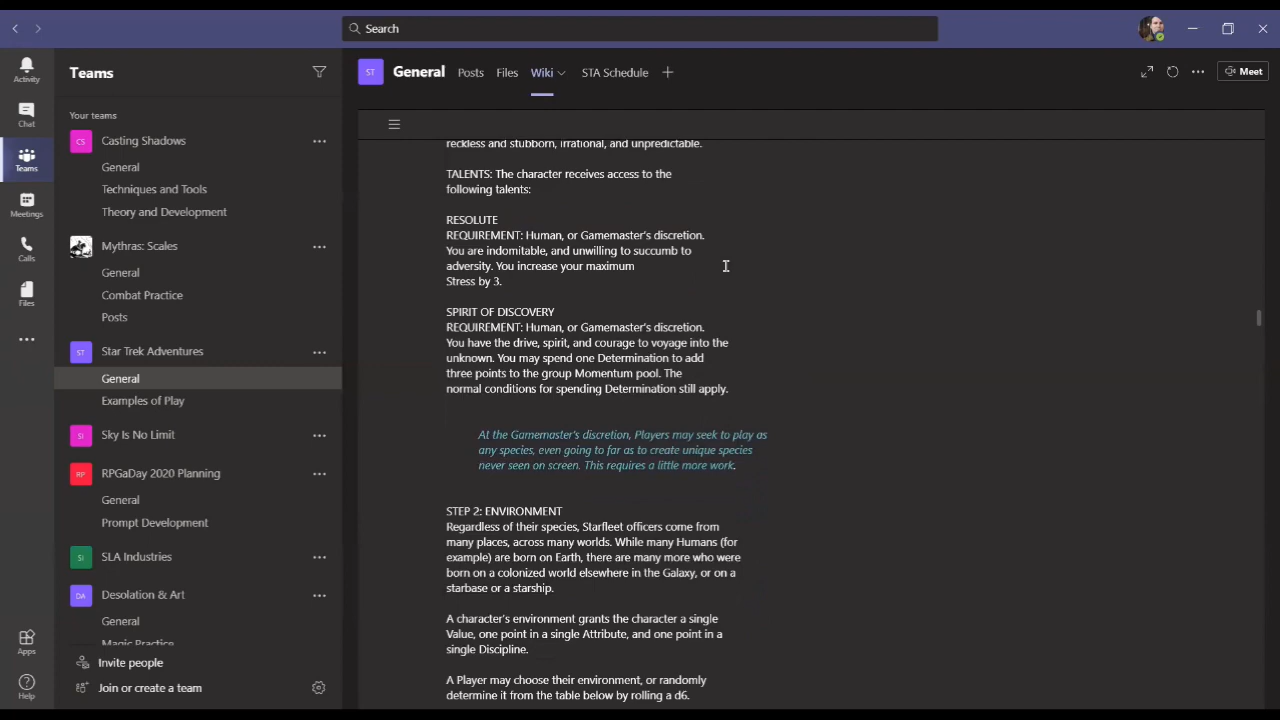 Search
Activity
Chat
Teams
Meetings
Calls
Files
Apps
Help
Teams
Your teams
CS Casting Shadows
General
Techniques and Tools
Theory and Development
Mythras: Scales
General
Combat Practice
Posts
ST Star Trek Adventures
General
Examples of Play
SI Sky Is No Limit
RP RPGaDay 2020 Planning
General
Prompt Development
SI SLA Industries
DA Desolation & Art
General
Magic Practice
Invite people
Join or create a team
ST General Posts Files Wiki STA Schedule
Meet
reckless and stubborn, irrational, and unpredictable.
TALENTS: The character receives access to the
following talents:
RESOLUTE
REQUIREMENT: Human, or Gamemaster's discretion.
You are indomitable, and unwilling to succumb to
adversity. You increase your maximum
Stress by 3.
SPIRIT OF DISCOVERY
REQUIREMENT: Human, or Gamemaster's discretion.
You have the drive, spirit, and courage to voyage into the
unknown. You may spend one Determination to add
three points to the group Momentum pool. The
normal conditions for spending Determination still apply.
At the Gamemaster's discretion, Players may seek to play as
any species, even going to far as to create unique species
never seen on screen. This requires a little more work.
STEP 2: ENVIRONMENT
Regardless of their species, Starfleet officers come from
many places, across many worlds. While many Humans (for
example) are born on Earth, there are many more who were
born on a colonized world elsewhere in the Galaxy, or on a
starbase or a starship.
A character's environment grants the character a single
Value, one point in a single Attribute, and one point in a
single Discipline.
A Player may choose their environment, or randomly
determine it from the table below by rolling a d6.